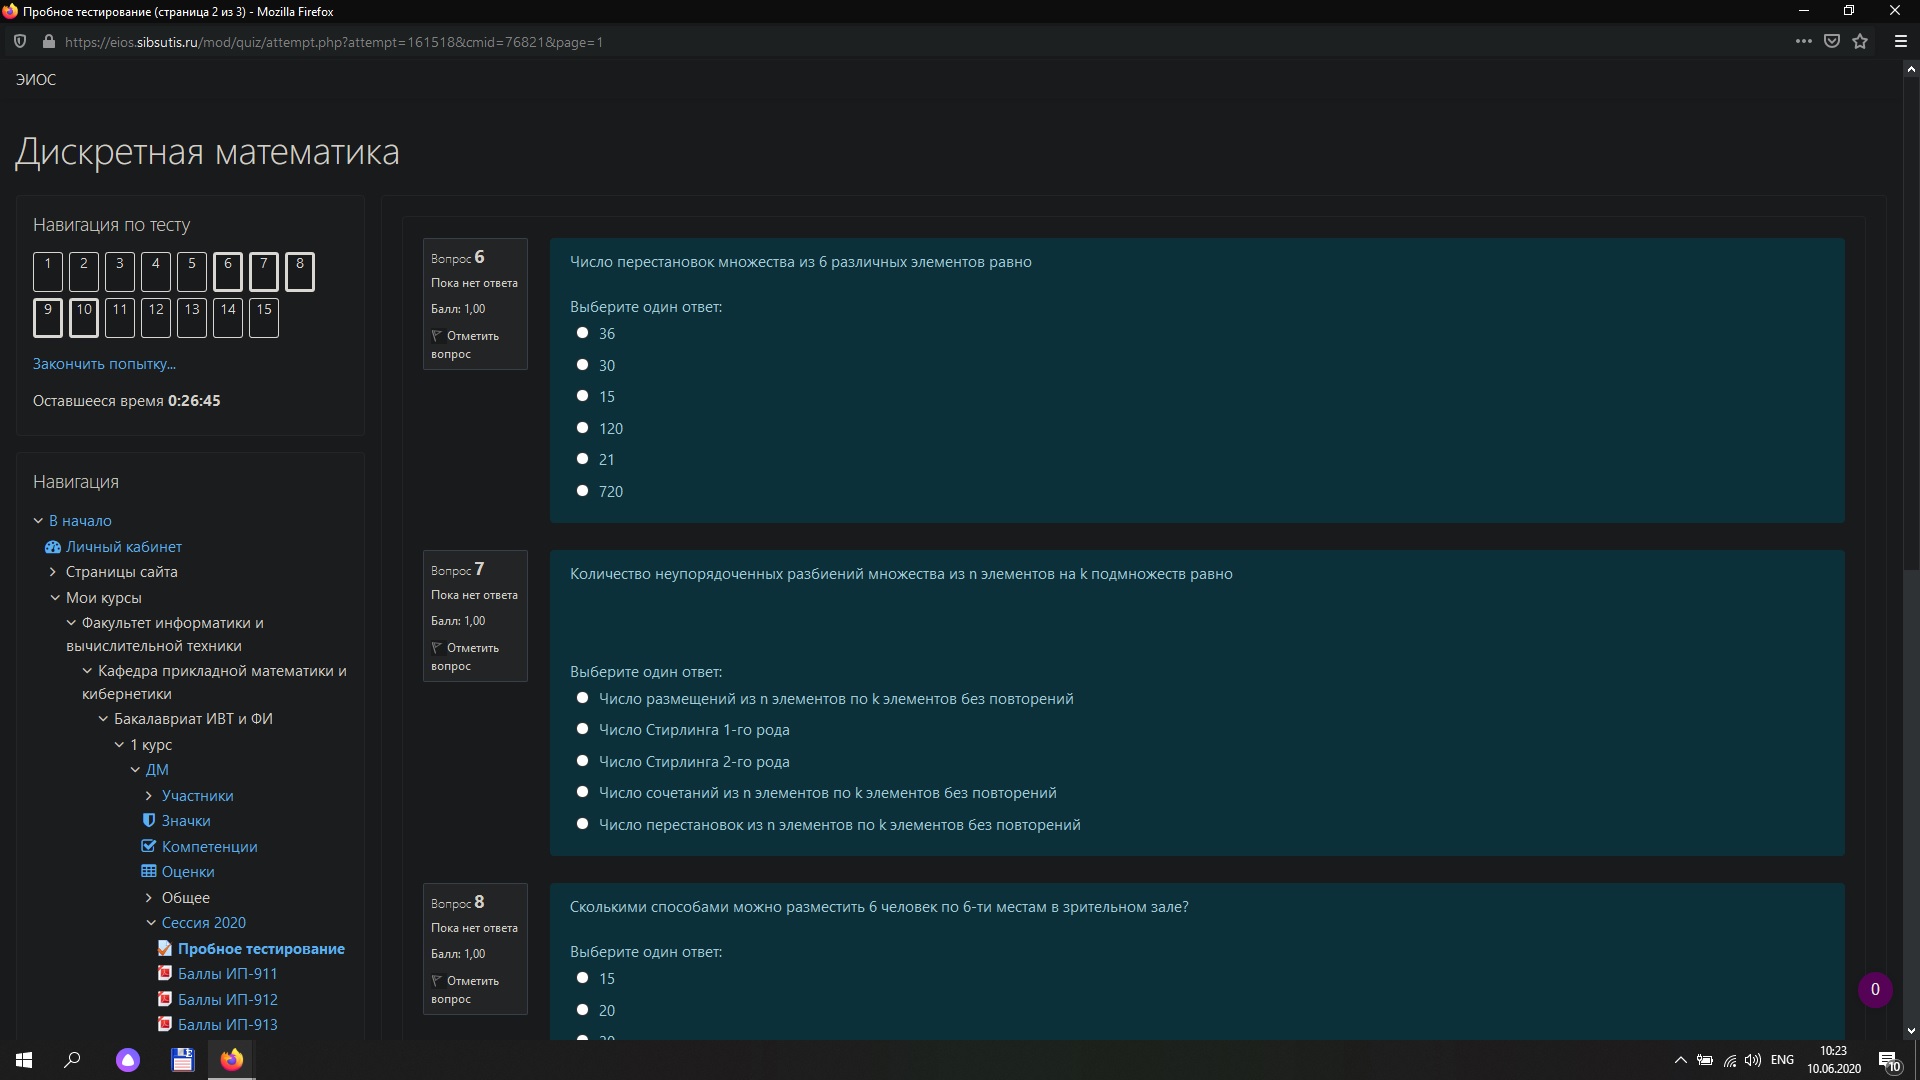 Пробное тестирование (страница 2 из 3) - Mozilla Firefox
https://eios.sibsutis.ru/mod/quiz/attempt.php?attempt=161518&cmid=76821&page=1
ЭИОС
Дискретная математика
Навигация по тесту
1 2 3 4 5 6 7 8
9 10 11 12 13 14 15
Закончить попытку...
Оставшееся время 0:26:45
Навигация
В начало
Личный кабинет
Страницы сайта
Мои курсы
Факультет информатики и
вычислительной техники
Кафедра прикладной математики и
кибернетики
Бакалавриат ИВТ и ФИ
1 курс
ДМ
Участники
Значки
Компетенции
Оценки
Общее
Сессия 2020
Пробное тестирование
Баллы ИП-911
Баллы ИП-912
Баллы ИП-913
Вопрос 6
Пока нет ответа
Балл: 1,00
Отметить
вопрос
Число перестановок множества из 6 различных элементов равно
Выберите один ответ:
36
30
15
120
21
720
Вопрос 7
Пока нет ответа
Балл: 1,00
Отметить
вопрос
Количество неупорядоченных разбиений множества из n элементов на k подмножеств равно
Выберите один ответ:
Число размещений из n элементов по k элементов без повторений
Число Стирлинга 1-го рода
Число Стирлинга 2-го рода
Число сочетаний из n элементов по k элементов без повторений
Число перестановок из n элементов по k элементов без повторений
Вопрос 8
Пока нет ответа
Балл: 1,00
Отметить
вопрос
Сколькими способами можно разместить 6 человек по 6-ти местам в зрительном зале?
Выберите один ответ:
15
20
0
ENG
10:23
10.06.2020
10